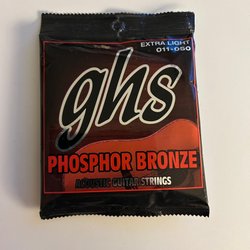 EXTRA LIGHT
011-050
ghs
PHOSPHOR BRONZE
ACOUSTIC GUITAR STRINGS